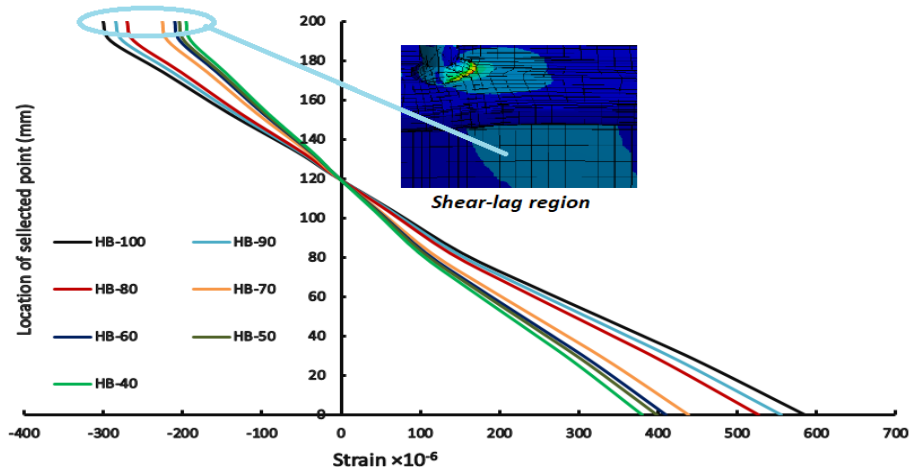 200
180
160
140
120
100
80
60
40
20
0
Location of sellected point (mm)
Shear-lag region
HB-100
HB-90
HB-80
HB-70
HB-60
HB-50
HB-40
-400
-300
-200
-100
0
100
200
300
400
500
600
700
Strain ×10-6